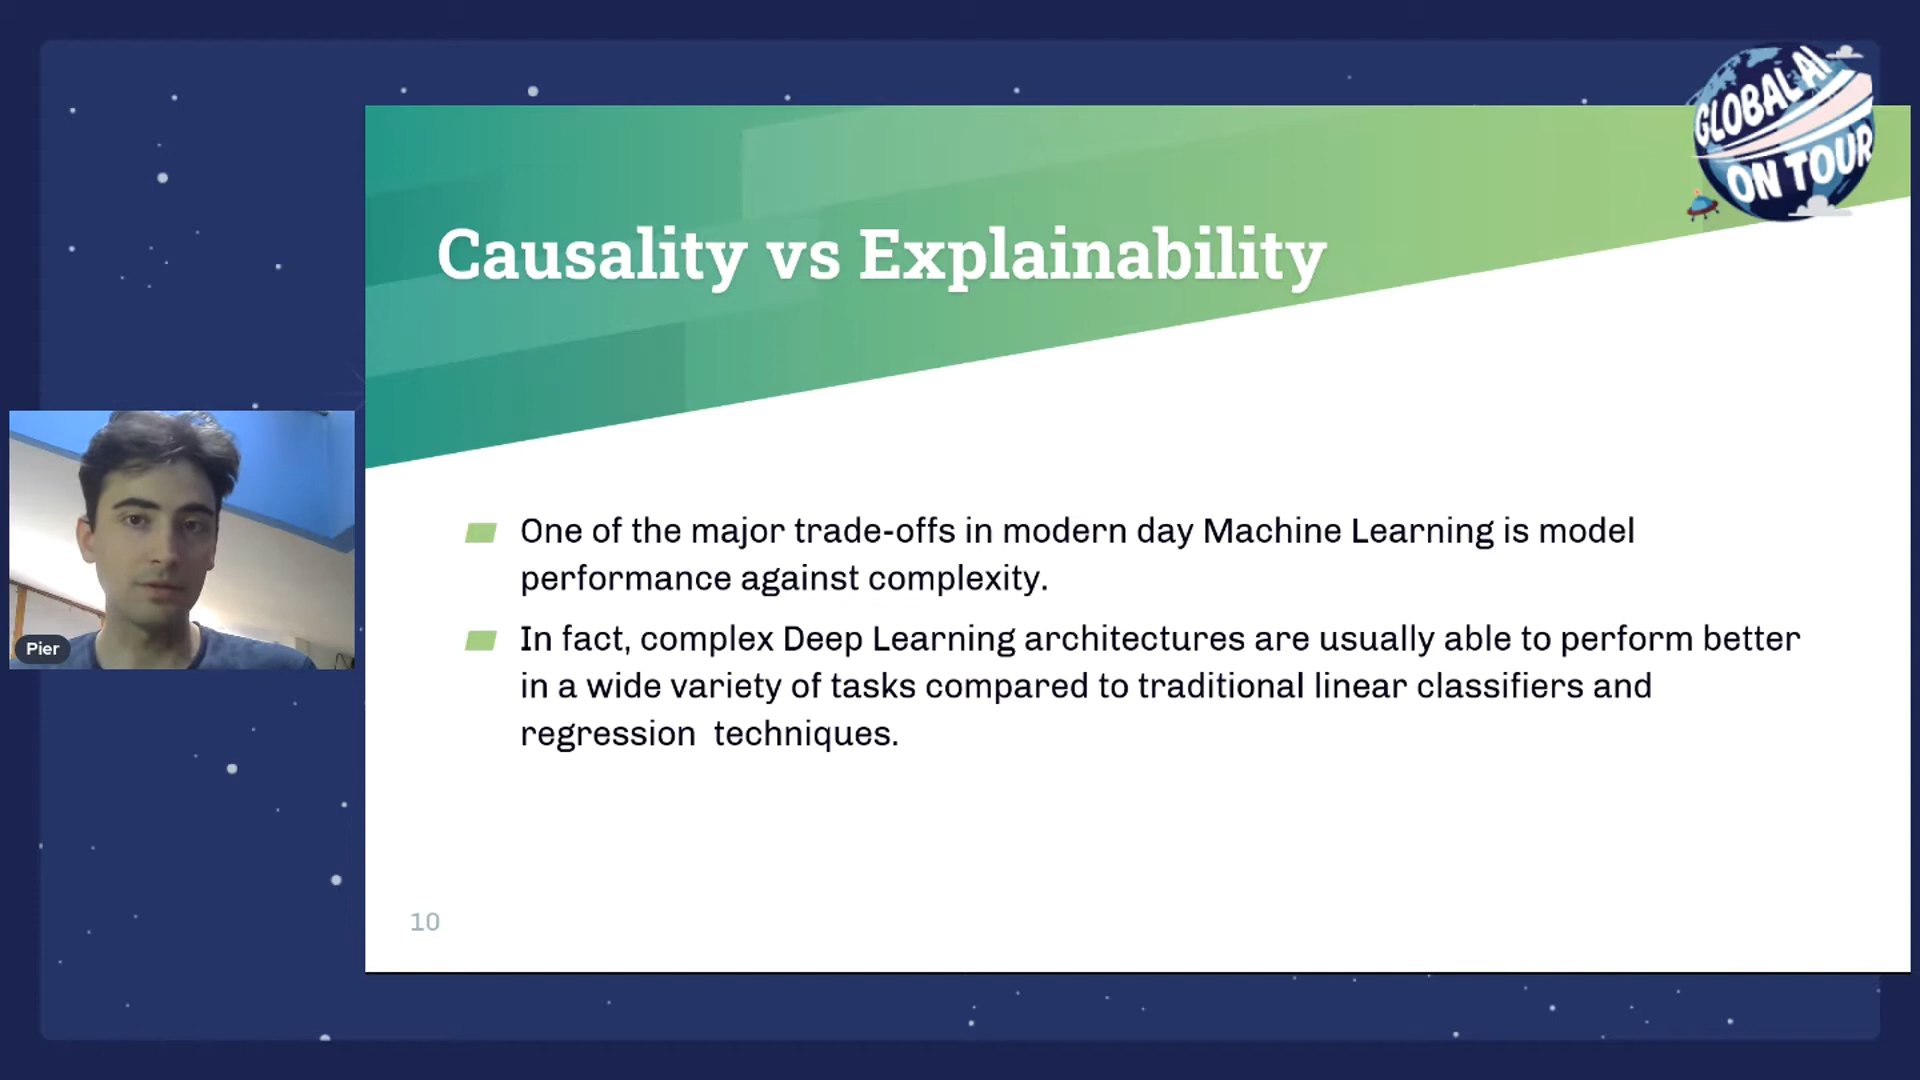 GLOBAL AI
ON TOUR
Causality vs Explainability
One of the major trade-offs in modern day Machine Learning is model
performance against complexity.
In fact, complex Deep Learning architectures are usually able to perform better
in a wide variety of tasks compared to traditional linear classifiers and
regression  techniques.
Pier
10